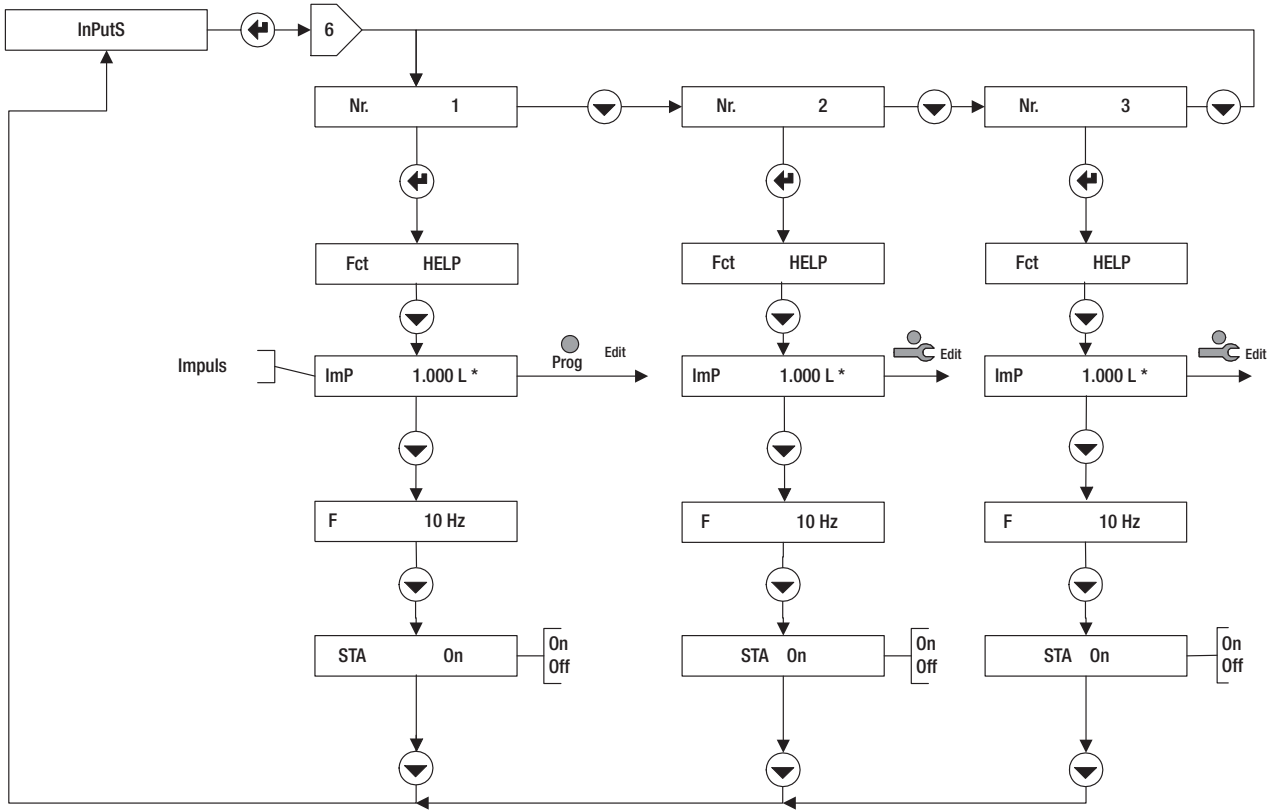 InPutS
6
Nr. 1
Nr. 2
Nr. 3
Fct HELP
Fct HELP
Fct HELP
Impuls
ImP 1.000 L *
Prog
Edit
ImP 1.000 L *
Edit
ImP 1.000 L *
Edit
F 10 Hz
F 10 Hz
F 10 Hz
STA On
On
Off
STA On
On
Off
STA On
On
Off